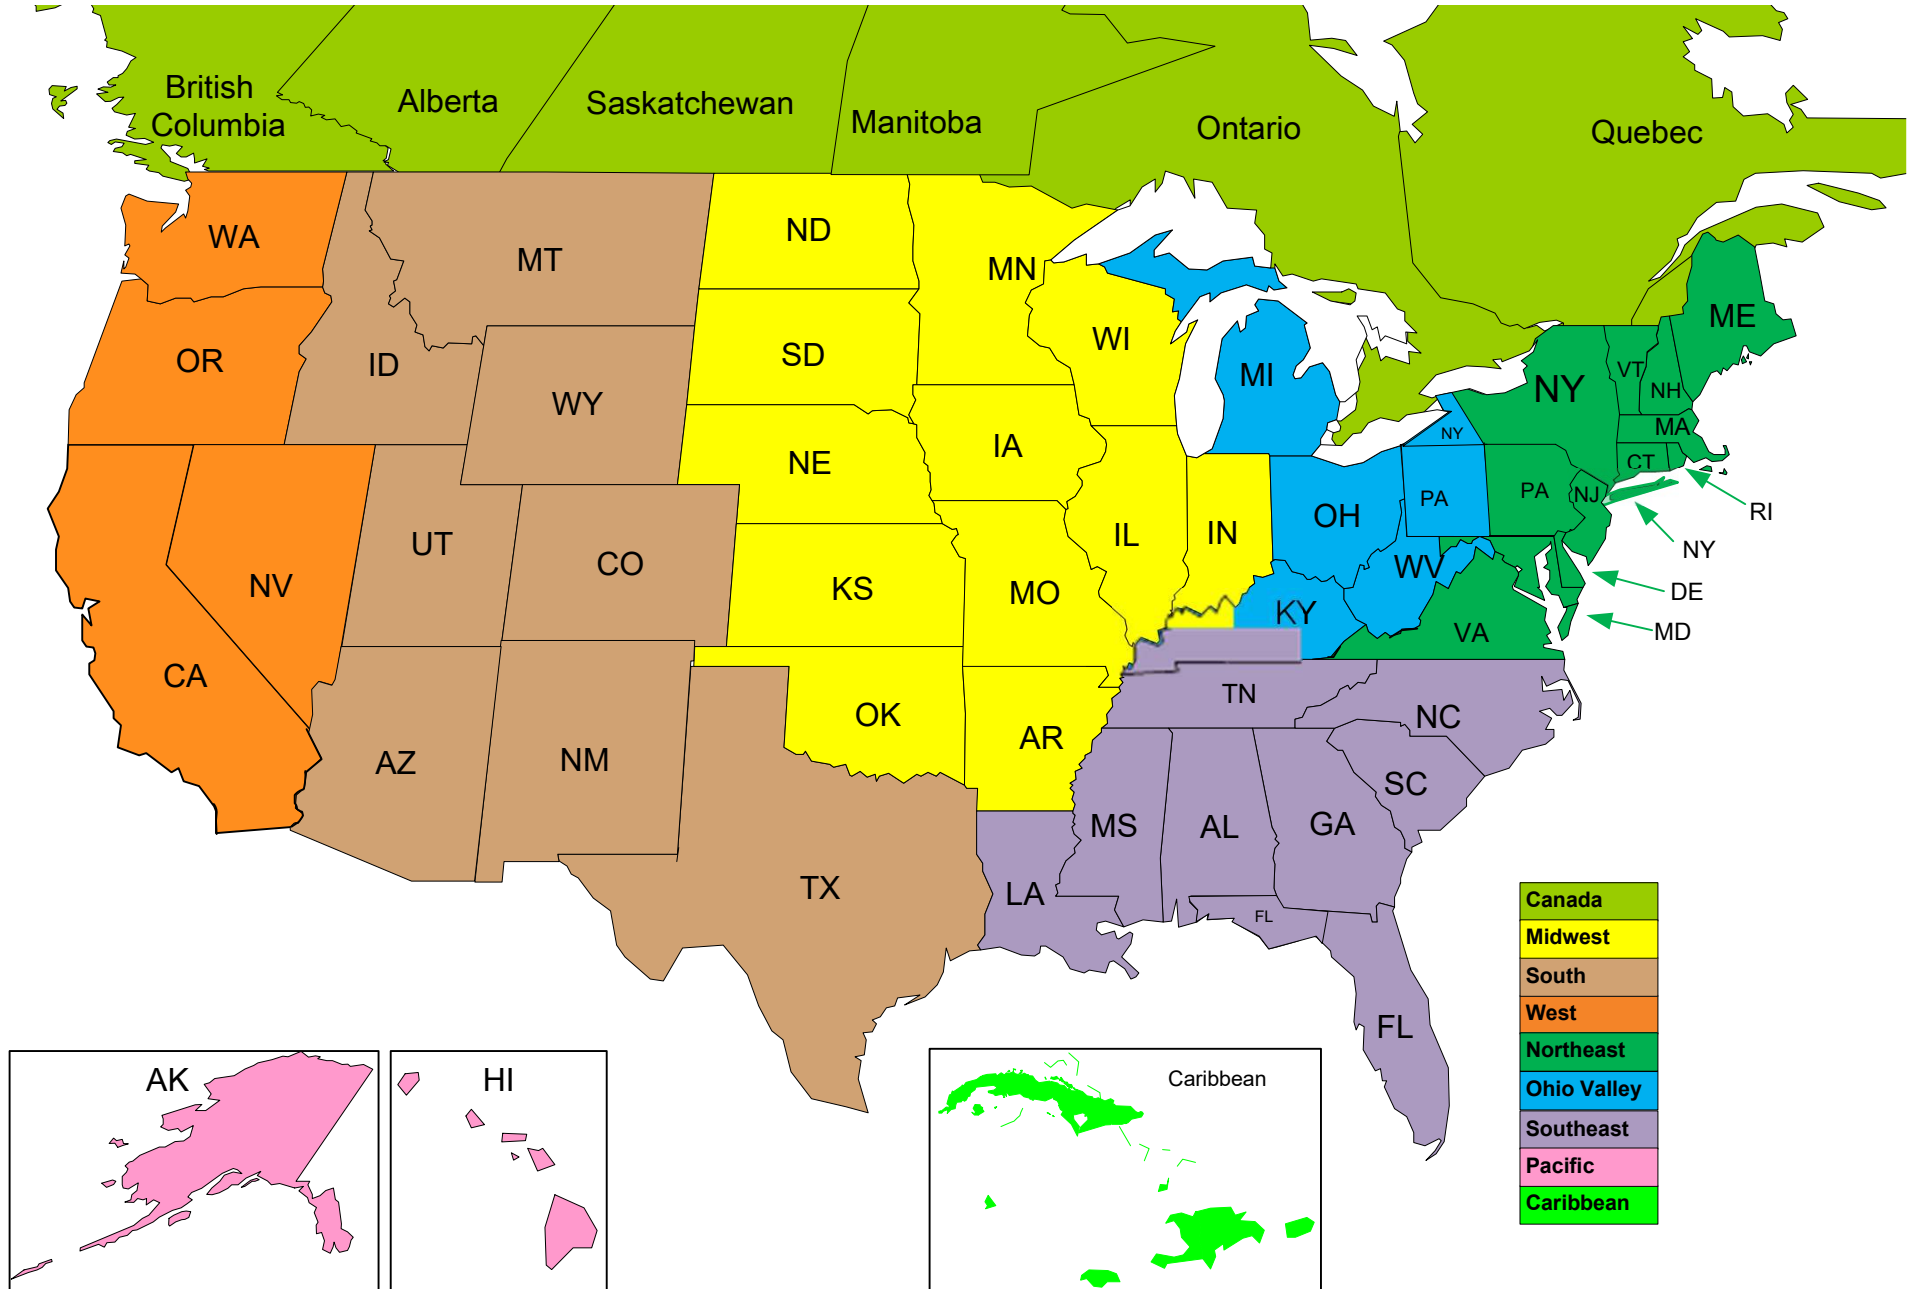 British
Columbia
Alberta
Saskatchewan
Manitoba
Ontario
Quebec
WA
MT
ND
MN
OR
ID
SD
WI
MI
ME
WY
NY
VT
NH
NE
IA
NY
MA
CT
UT
CO
IL
IN
OH
PA
PA
NJ
RI
NY
NV
KS
MO
KY
WV
DE
VA
MD
CA
OK
TN
NC
AZ
NM
AR
SC
TX
MS
AL
GA
LA
FL
FL
Canada
Midwest
South
West
Northeast
Ohio Valley
Southeast
Pacific
Caribbean
AK
HI
Caribbean